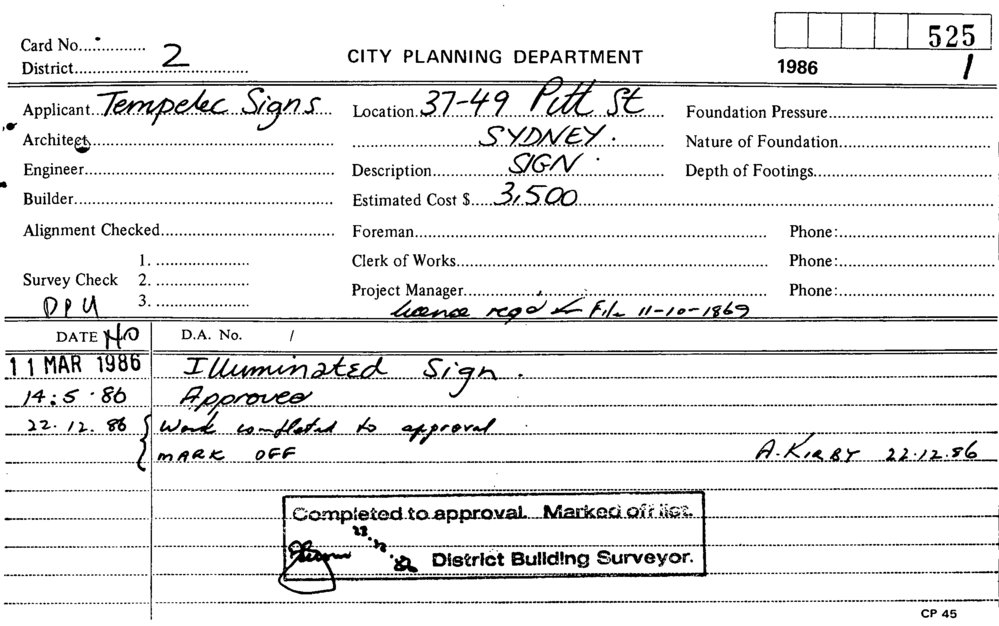 525
Card No.
District 2
CITY PLANNING DEPARTMENT
1986 1
Applicant Tempelec Signs
Location 37-49 Pitt St
Foundation Pressure
Architect
SYDNEY.
Nature of Foundation
Engineer
Description SIGN
Depth of Footings
Builder
Estimated Cost $ 3,500
Alignment Checked
Foreman
Phone:
1.
Clerk of Works
Phone:
Survey Check 2.
3.
Project Manager
Phone:
DPU
licence reqd File 11-10-1869
DATE NO
D.A. No. /
11 MAR 1986 Illuminated Sign.
14.5.86 Approved
22.12.86 Work completed to approval
MARK OFF A. KIRBY 22.12.86
Completed to approval. Marked off list.
District Building Surveyor.
CP 45